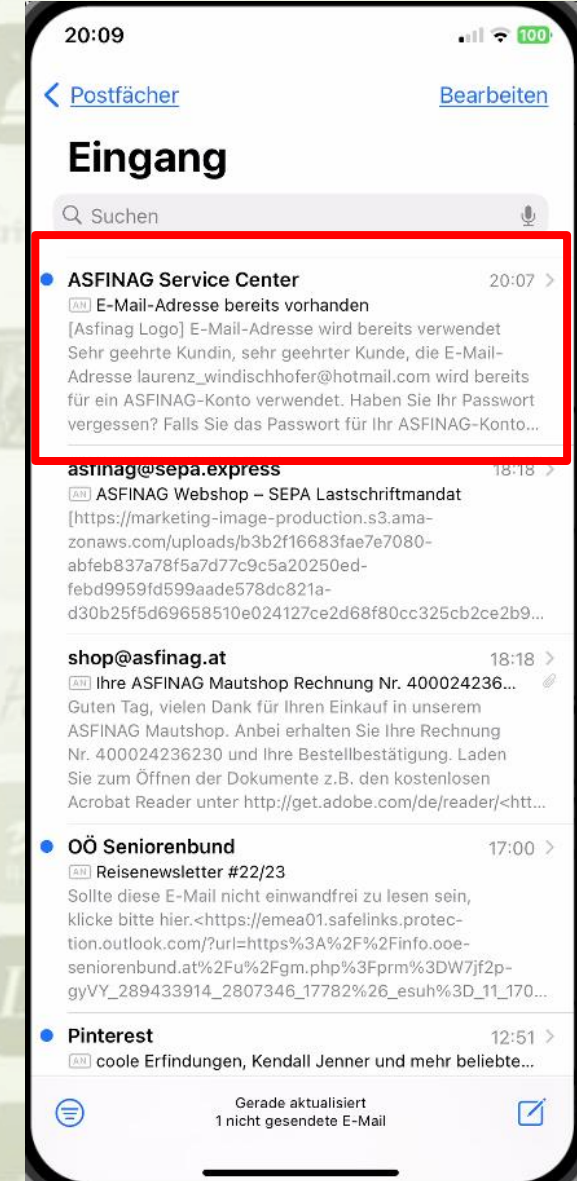 20:09
100
Postfächer
Bearbeiten
Eingang
Suchen
ASFINAG Service Center 20:07
AN E-Mail-Adresse bereits vorhanden
[Asfinag Logo] E-Mail-Adresse wird bereits verwendet
Sehr geehrte Kundin, sehr geehrter Kunde, die E-Mail-
Adresse laurenz_windischhofer@hotmail.com wird bereits
für ein ASFINAG-Konto verwendet. Haben Sie Ihr Passwort
vergessen? Falls Sie das Passwort für Ihr ASFINAG-Konto...
asfinag@sepa.express 18:18
AN ASFINAG Webshop – SEPA Lastschriftmandat
[https://marketing-image-production.s3.ama-
zonaws.com/uploads/b3b2f16683fae7e7080-
abfeb837a78f5a7d77c9c5a20250ed-
febd9959fd599aade578dc821a-
d30b25f5d69658510e024127ce2d68f80cc325cb2ce2b9...
shop@asfinag.at 18:18
AN Ihre ASFINAG Mautshop Rechnung Nr. 400024236...
Guten Tag, vielen Dank für Ihren Einkauf in unserem
ASFINAG Mautshop. Anbei erhalten Sie Ihre Rechnung
Nr. 400024236230 und Ihre Bestellbestätigung. Laden
Sie zum Öffnen der Dokumente z.B. den kostenlosen
Acrobat Reader unter http://get.adobe.com/de/reader/<htt...
OÖ Seniorenbund 17:00
AN Reisenewsletter #22/23
Sollte diese E-Mail nicht einwandfrei zu lesen sein,
klicke bitte hier.<https://emea01.safelinks.protec-
tion.outlook.com/?url=https%3A%2F%2Finfo.ooe-
seniorenbund.at%2Fu%2Fgm.php%3Fprm%3DW7jf2p-
gyVY_289433914_2807346_17782%26_esuh%3D_11_170...
Pinterest 12:51
AN coole Erfindungen, Kendall Jenner und mehr beliebte...
Gerade aktualisiert
1 nicht gesendete E-Mail